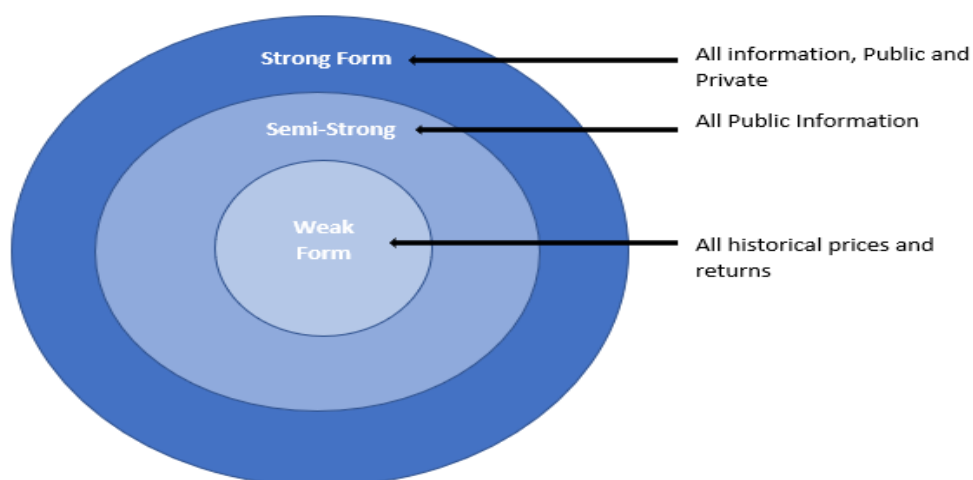 Strong Form
All information, Public and
Private
Semi-Strong
All Public Information
Weak
Form
All historical prices and
returns